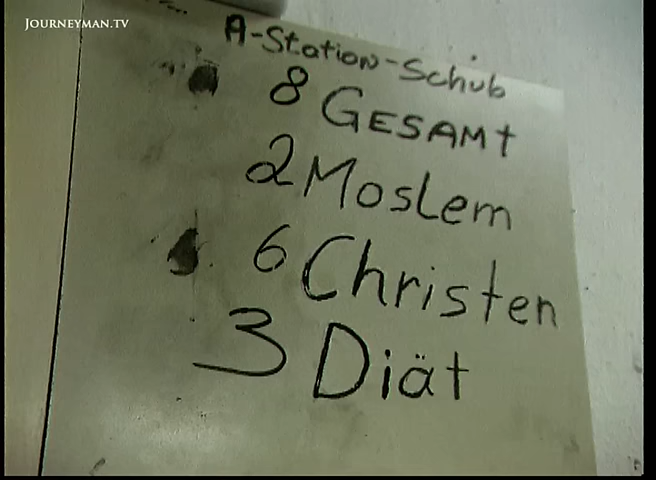 JOURNEYMAN.TV
A-Station-Schub
8 GESAMT
2 Moslem
6 Christen
3 Diät